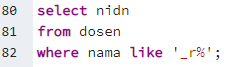 80 select nidn
81 from dosen
82 where nama like '_r%';